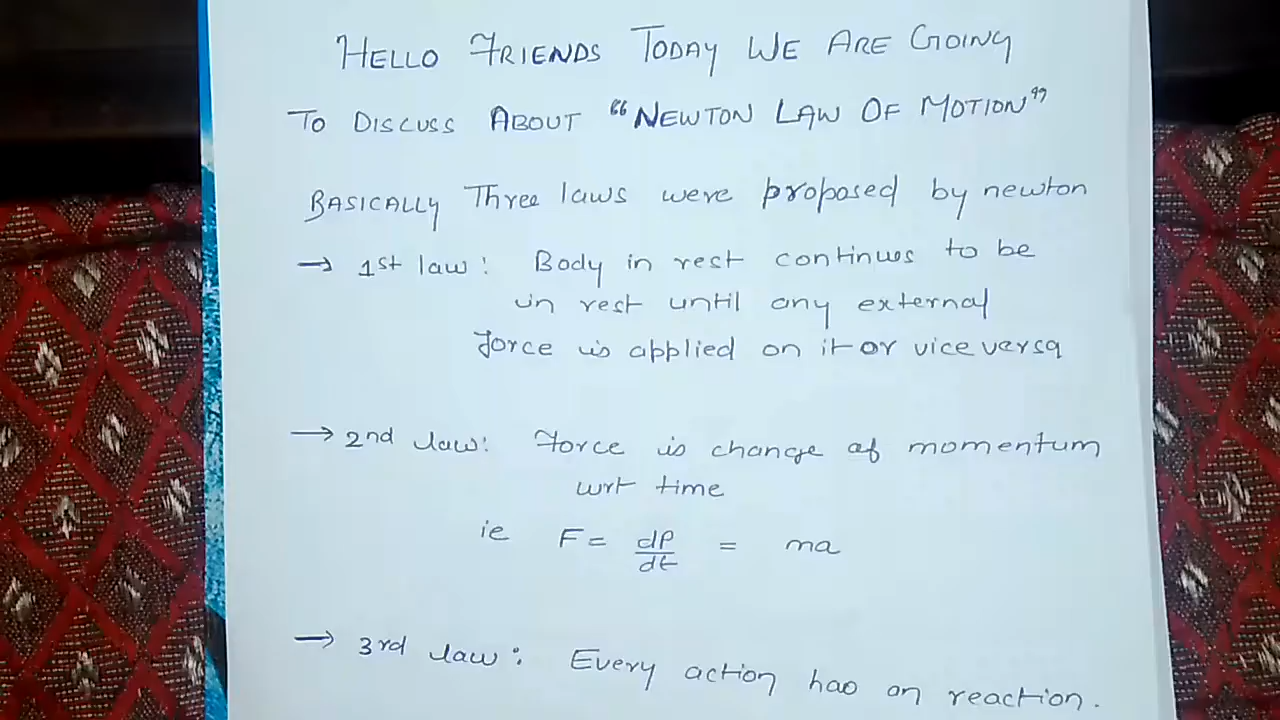 HELLO FRIENDS TODAY WE ARE GOING
TO DISCUSS ABOUT "NEWTON LAW OF MOTION"
BASICALLY Three laws were proposed by newton
→ 1st law: Body in rest continues to be
in rest until any external
force is applied on it or vice versa
→ 2nd law: Force is change of momentum
wrt time
ie F = dP/dt = ma
→ 3rd law: Every action has an reaction.